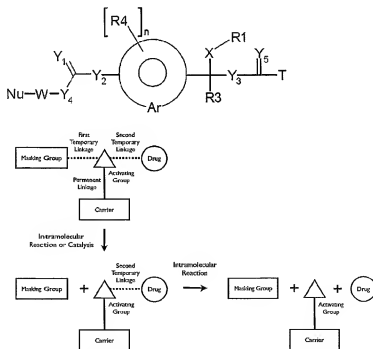 [R4]n
Y1 X R1 Y5
Nu—W—Y4 Y2 Ar R3 Y3 T
First Temporary Linkage
Second Temporary Linkage
Masking Group
Drug
Permanent Linkage
Activating Group
Carrier
Intramolecular Reaction or Catalysis
Second Temporary Linkage
Masking Group + Drug
Activating Group
Carrier
Intramolecular Reaction
Masking Group + + Drug
Activating Group
Carrier